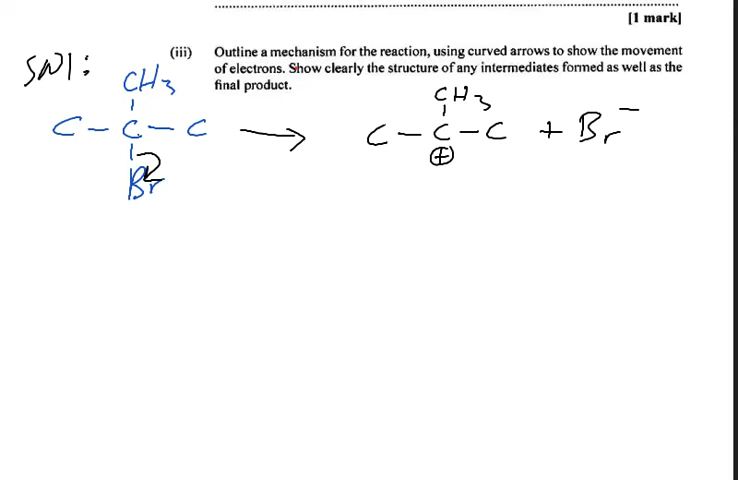 [1 mark]
(iii) Outline a mechanism for the reaction, using curved arrows to show the movement
of electrons. Show clearly the structure of any intermediates formed as well as the
final product.
SN1:
CH3
C - C - C
Br
CH3
C - C - C + Br-
+